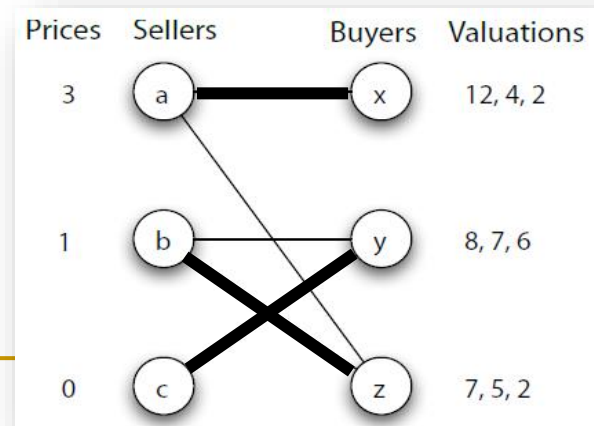 Prices Sellers Buyers Valuations
3 a x 12, 4, 2
1 b y 8, 7, 6
0 c z 7, 5, 2